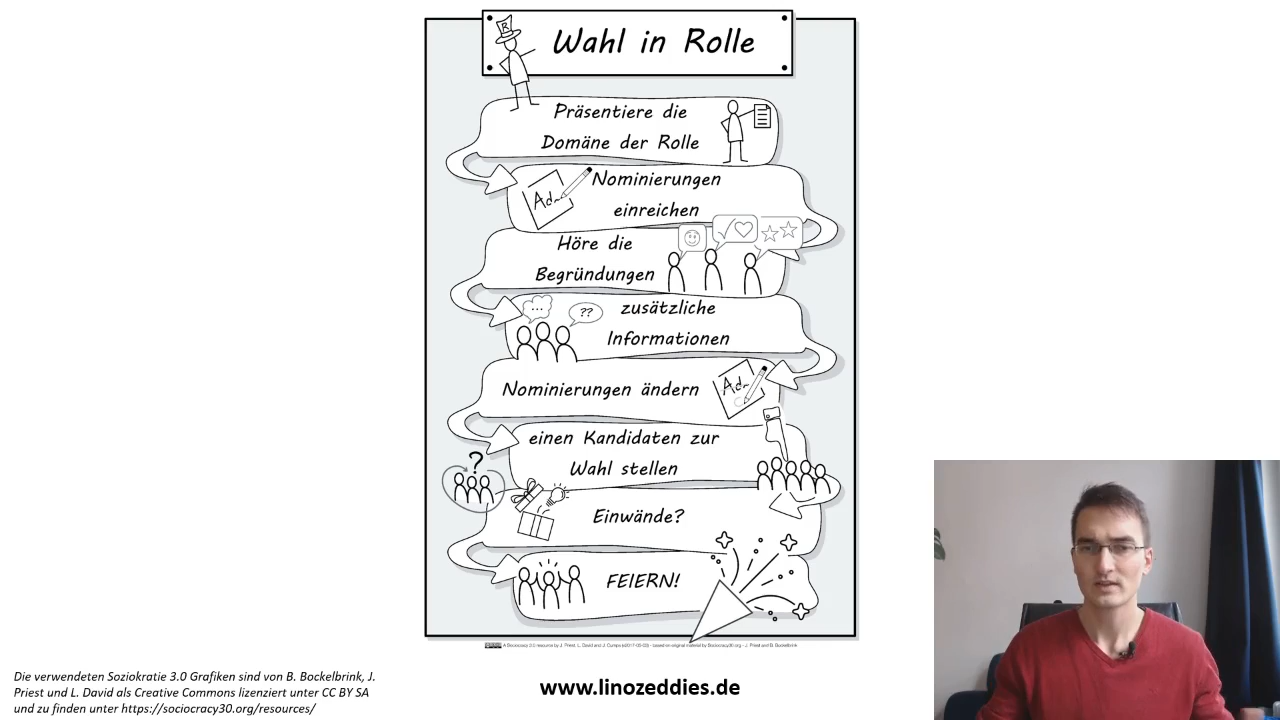 R
Wahl in Rolle
Präsentiere die
Domäne der Rolle
Nominierungen
einreichen
Höre die
Begründungen
zusätzliche
Informationen
...
??
Nominierungen ändern
einen Kandidaten zur
Wahl stellen
?
Einwände?
FEIERN!
Die verwendeten Soziokratie 3.0 Grafiken sind von B. Bockelbrink, J.
Priest und L. David als Creative Commons lizenziert unter CC BY SA
und zu finden unter https://sociocracy30.org/resources/
www.linozeddies.de